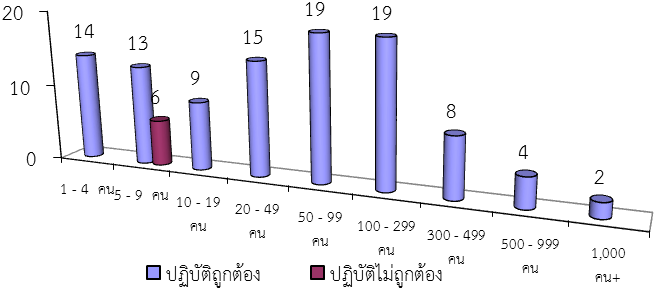 20
10
0
14
13
6
9
15
19
19
8
4
2
1 - 4 คน
5 - 9 คน
10 - 19
คน
20 - 49
คน
50 - 99
คน
100 - 299
คน
300 - 499
คน
500 - 999
คน
1,000
คน+
ปฏิบัติถูกต้อง ปฏิบัติไม่ถูกต้อง